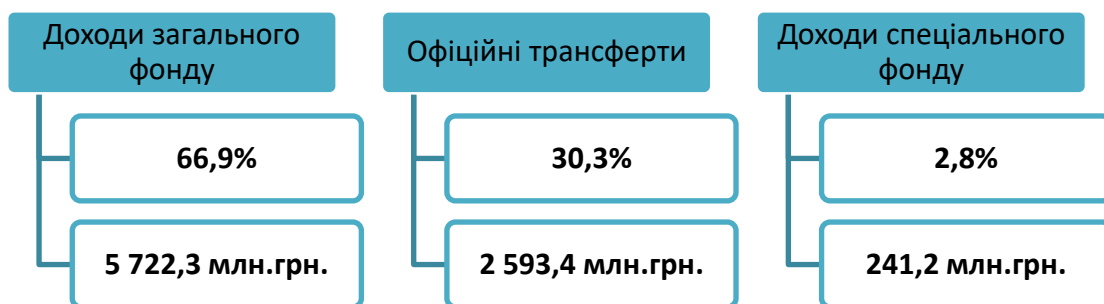 Доходи загального
фонду
66,9%
5 722,3 млн.грн.
Офіційні трансферти
30,3%
2 593,4 млн.грн.
Доходи спеціального
фонду
2,8%
241,2 млн.грн.